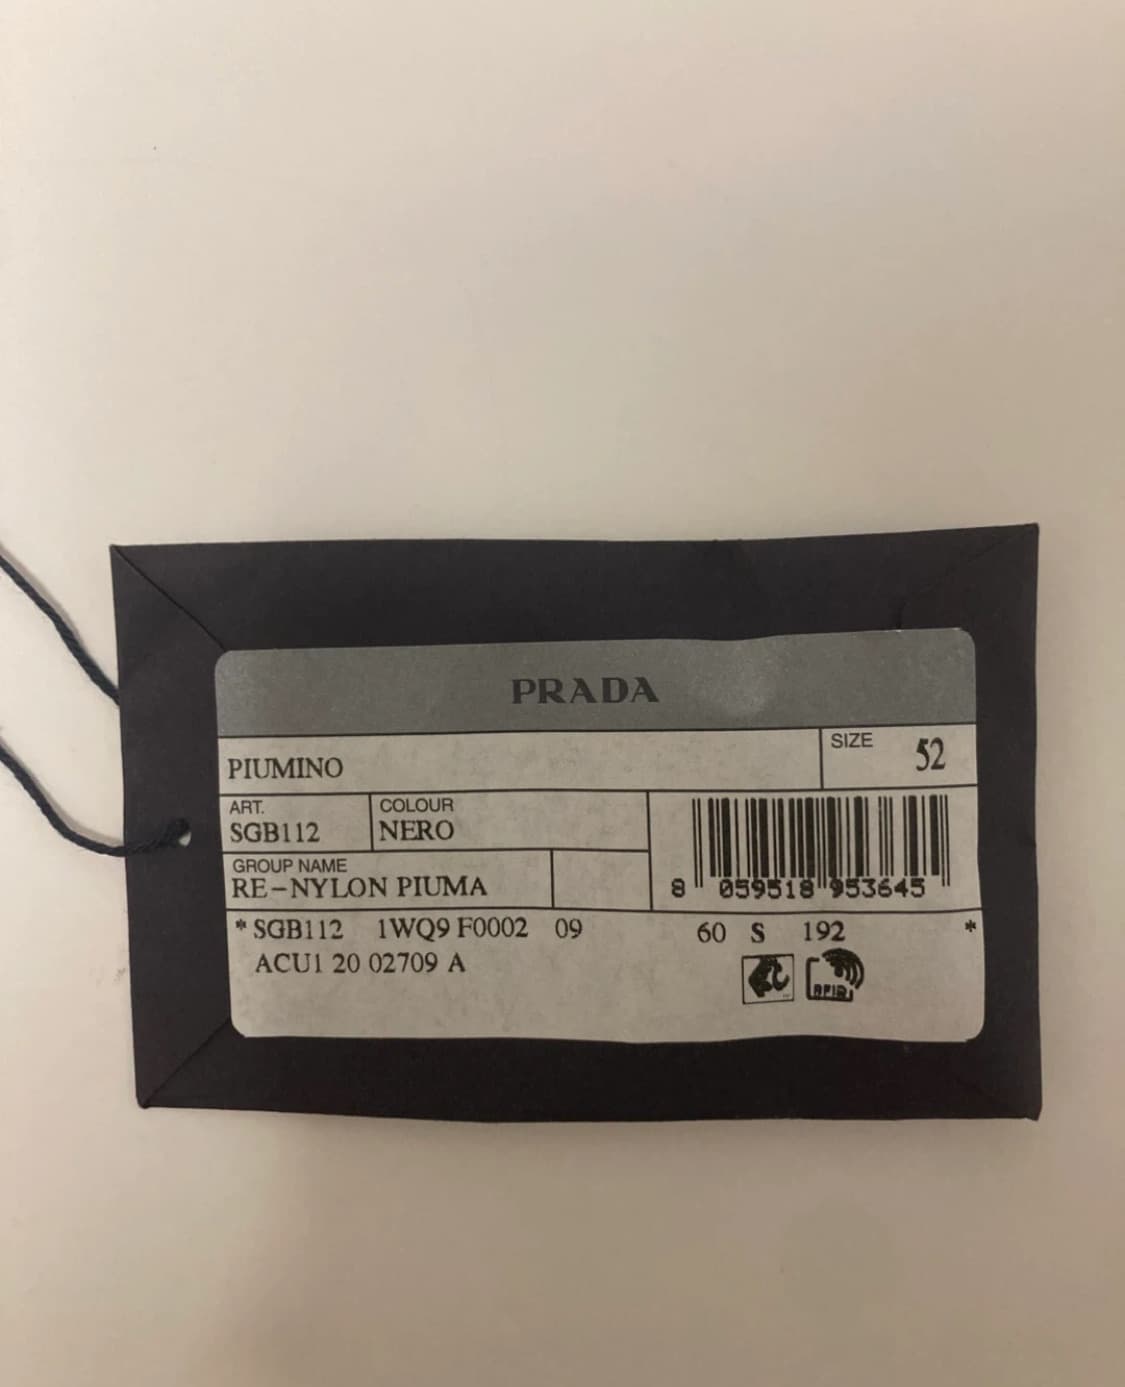 PRADA
PIUMINO
SIZE 52
ART. COLOUR
SGB112 NERO
GROUP NAME
RE-NYLON PIUMA
8 059518 953645
* SGB112 1WQ9 F0002 09 60 S 192 *
ACU1 20 02709 A
RFID